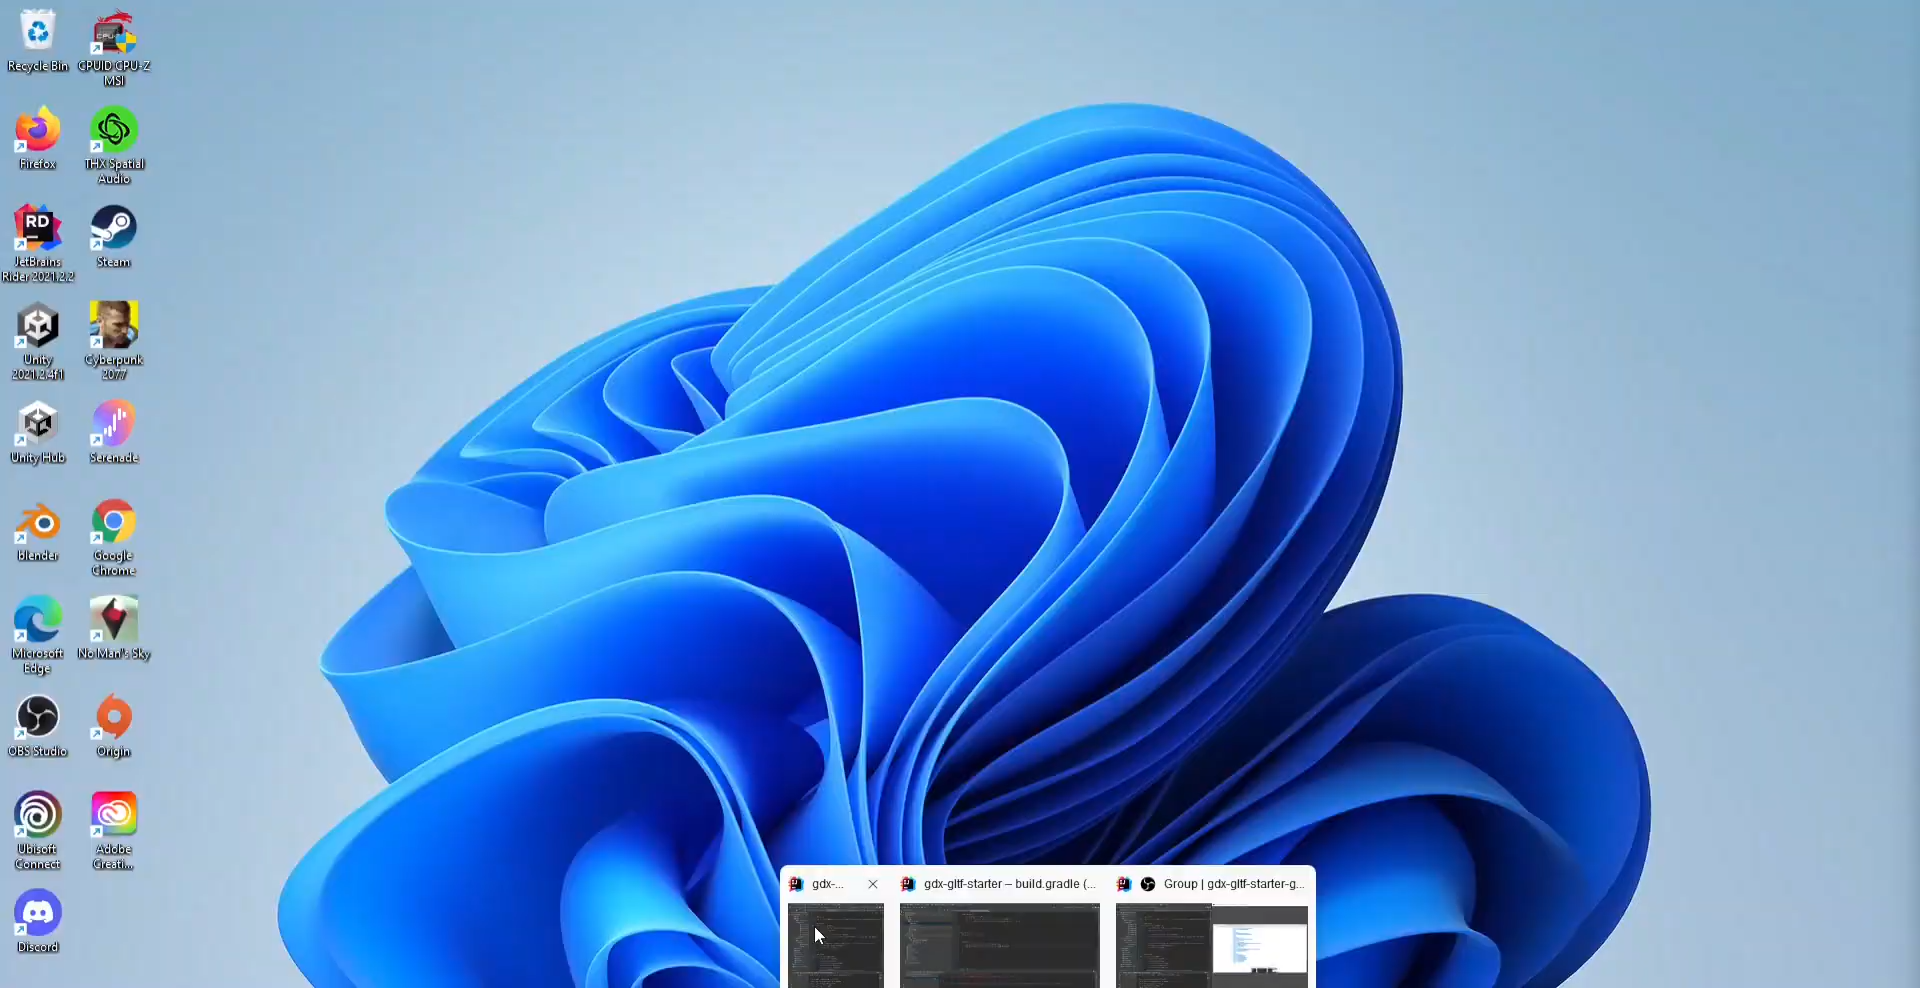 Recycle Bin
CPUID CPU-Z
MSI
Firefox
THX Spatial
Audio
JetBrains
Rider 2021.2.2
Steam
Unity
2021.2.4f1
Cyberpunk
2077
Unity Hub
Serenade
blender
Google
Chrome
Microsoft
Edge
No Man's Sky
OBS Studio
Origin
Ubisoft
Connect
Adobe
Creati...
Discord
gdx-...
gdx-gltf-starter – build.gradle (...
Group | gdx-gltf-starter-g...